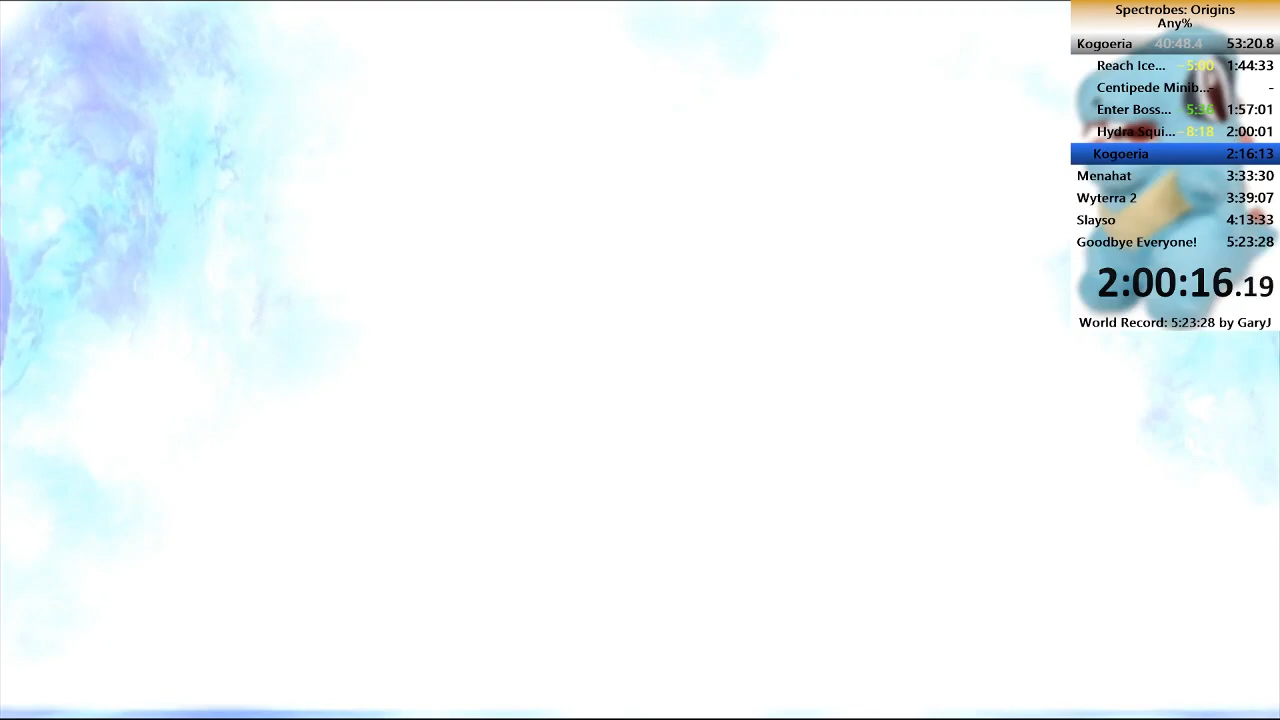 Spectrobes: Origins
Any%
Kogoeria 40:48.4 53:20.8
Reach Ice... −5:00 1:44:33
Centipede Minib... - -
Enter Boss... 5:36 1:57:01
Hydra Squi... −8:18 2:00:01
Kogoeria 2:16:13
Menahat 3:33:30
Wyterra 2 3:39:07
Slayso 4:13:33
Goodbye Everyone! 5:23:28
2:00:16.19
World Record: 5:23:28 by GaryJ